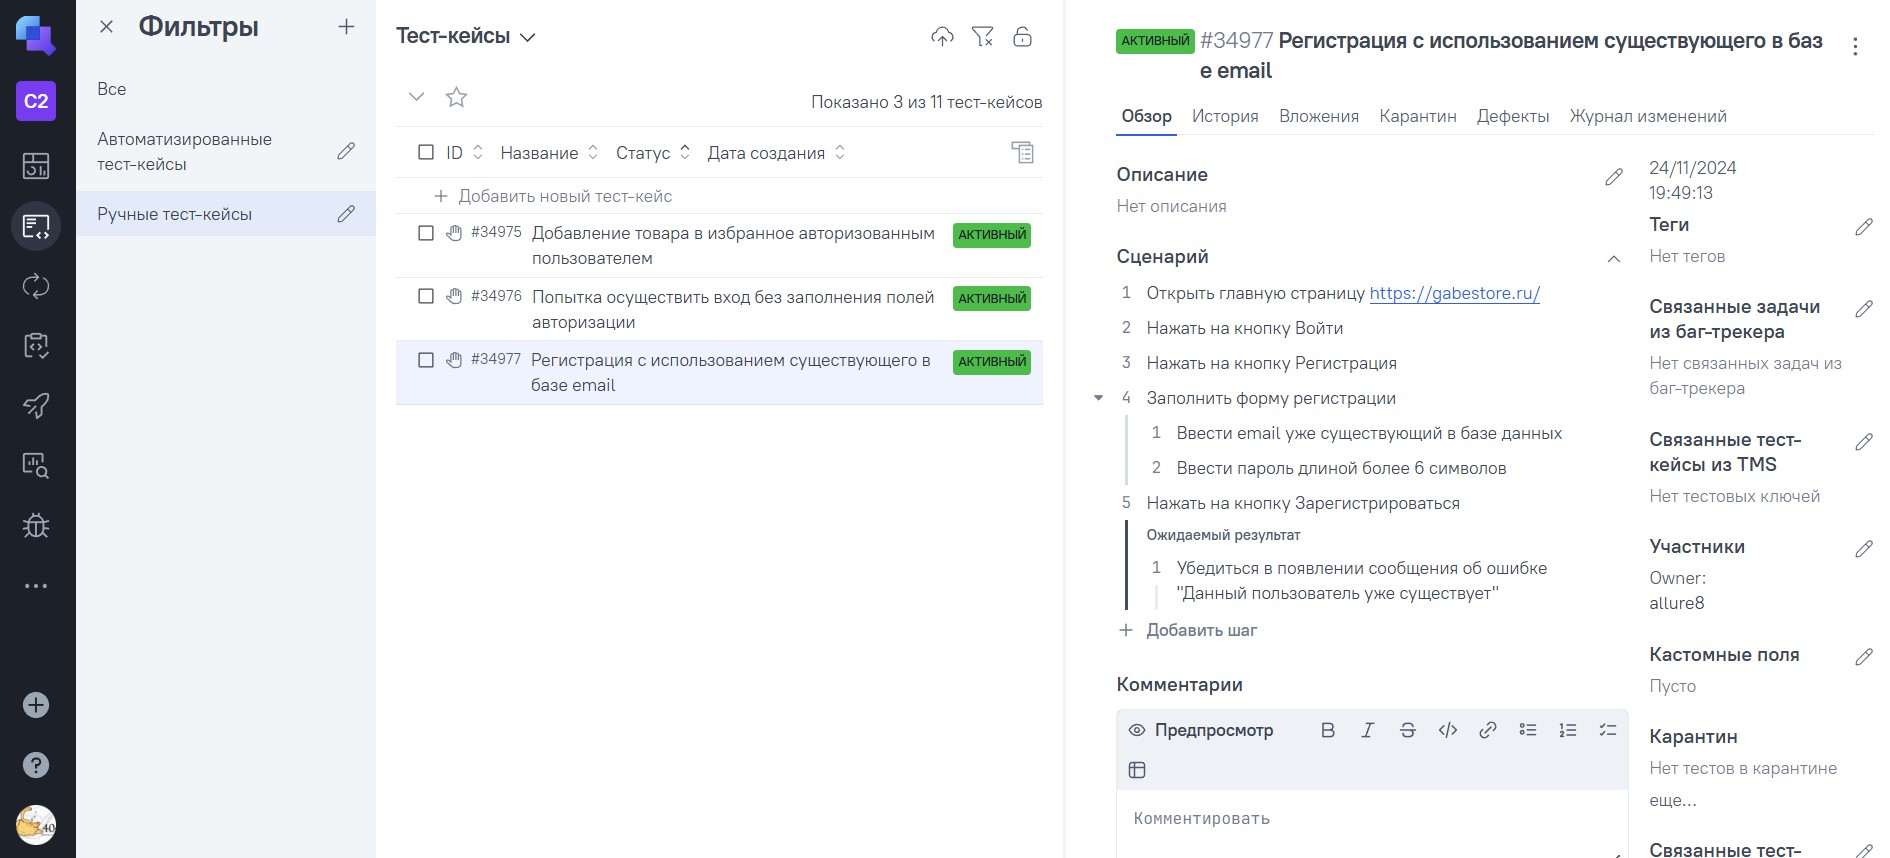 C2
Фильтры
Все
Автоматизированные
тест-кейсы
Ручные тест-кейсы
Тест-кейсы
Показано 3 из 11 тест-кейсов
ID Название Статус Дата создания
Добавить новый тест-кейс
#34975 Добавление товара в избранное авторизованным АКТИВНЫЙ
пользователем
#34976 Попытка осуществить вход без заполнения полей АКТИВНЫЙ
авторизации
#34977 Регистрация с использованием существующего в АКТИВНЫЙ
базе email
АКТИВНЫЙ #34977 Регистрация с использованием существующего в баз
е email
Обзор История Вложения Карантин Дефекты Журнал изменений
Описание
Нет описания
Сценарий
1 Открыть главную страницу https://gabestore.ru/
2 Нажать на кнопку Войти
3 Нажать на кнопку Регистрация
4 Заполнить форму регистрации
1 Ввести email уже существующий в базе данных
2 Ввести пароль длиной более 6 символов
5 Нажать на кнопку Зарегистрироваться
Ожидаемый результат
1 Убедиться в появлении сообщения об ошибке
"Данный пользователь уже существует"
Добавить шаг
Комментарии
Предпросмотр
Комментировать
24/11/2024
19:49:13
Теги
Нет тегов
Связанные задачи
из баг-трекера
Нет связанных задач из
баг-трекера
Связанные тест-
кейсы из TMS
Нет тестовых ключей
Участники
Owner:
allure8
Кастомные поля
Пусто
Карантин
Нет тестов в карантине
еще...
Связанные тест-
40